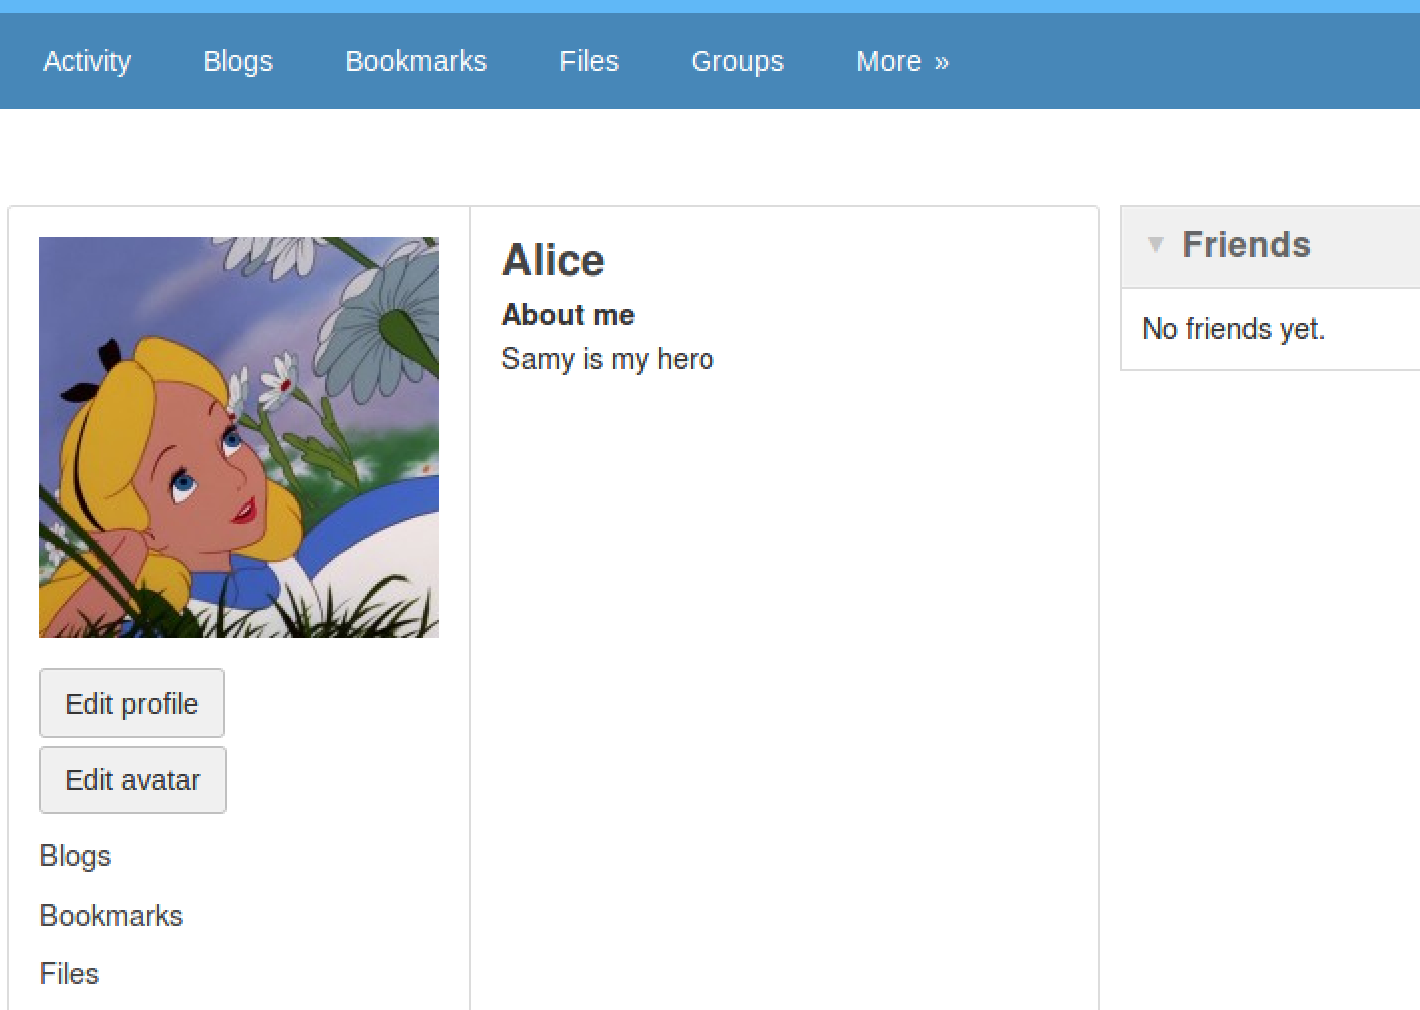 Activity Blogs Bookmarks Files Groups More »
Alice
About me
Samy is my hero
Edit profile
Edit avatar
Blogs
Bookmarks
Files
▼ Friends
No friends yet.